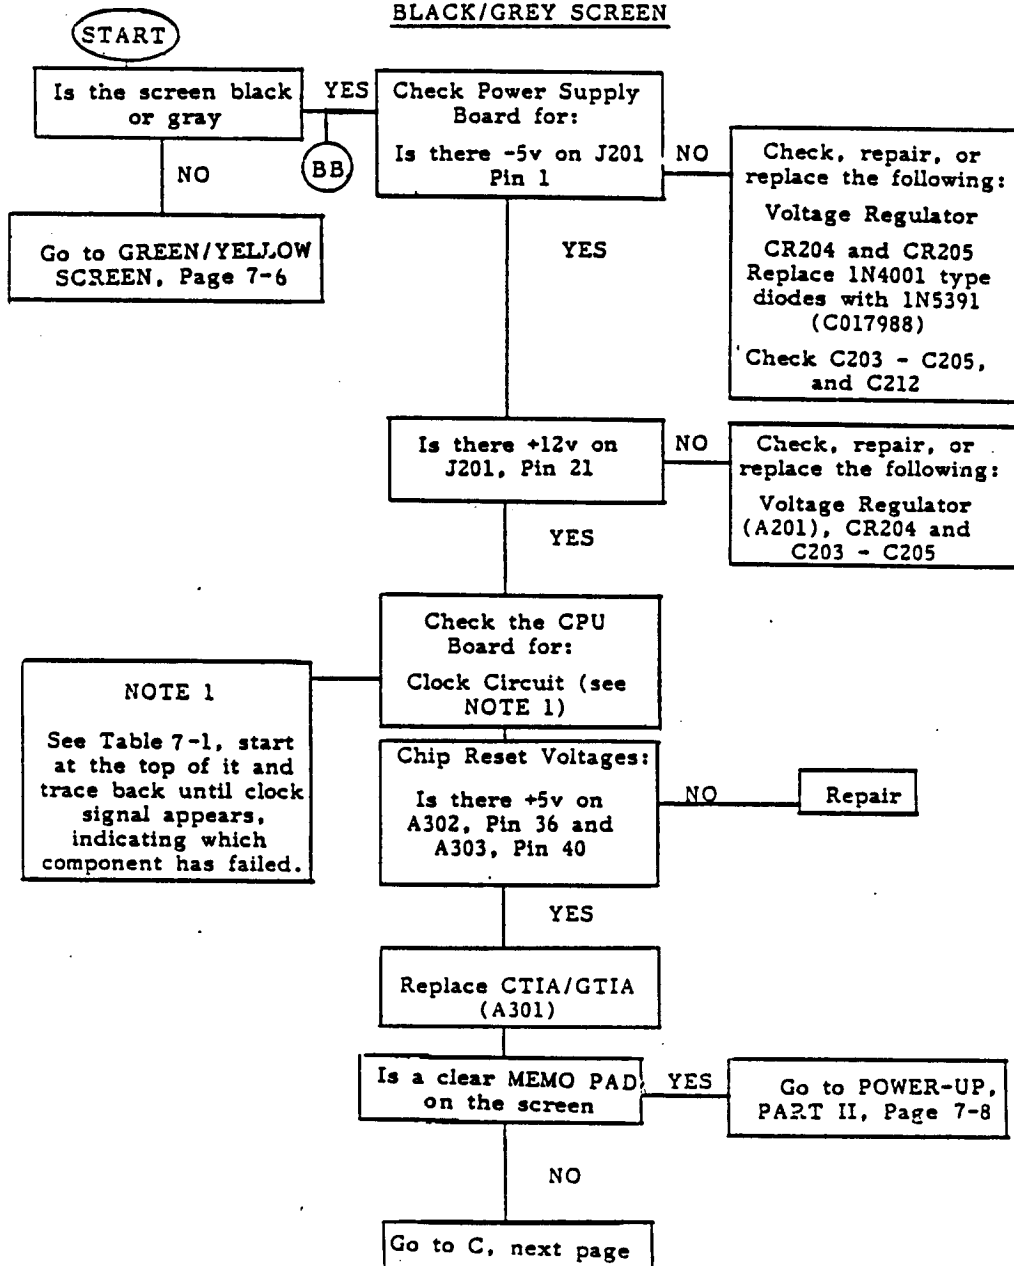 BLACK/GREY SCREEN
START
Is the screen black
or gray
YES
NO
BB
Go to GREEN/YELLOW
SCREEN, Page 7-6
Check Power Supply
Board for:
Is there -5v on J201
Pin 1
NO
YES
Check, repair, or
replace the following:
Voltage Regulator
CR204 and CR205
Replace 1N4001 type
diodes with 1N5391
(C017988)
Check C203 - C205,
and C212
Is there +12v on
J201, Pin 21
NO
YES
Check, repair, or
replace the following:
Voltage Regulator
(A201), CR204 and
C203 - C205
Check the CPU
Board for:
Clock Circuit (see
NOTE 1)
NOTE 1
See Table 7-1, start
at the top of it and
trace back until clock
signal appears,
indicating which
component has failed.
Chip Reset Voltages:
Is there +5v on
A302, Pin 36 and
A303, Pin 40
NO
Repair
YES
Replace CTIA/GTIA
(A301)
Is a clear MEMO PAD
on the screen
YES
Go to POWER-UP,
PART II, Page 7-8
NO
Go to C, next page